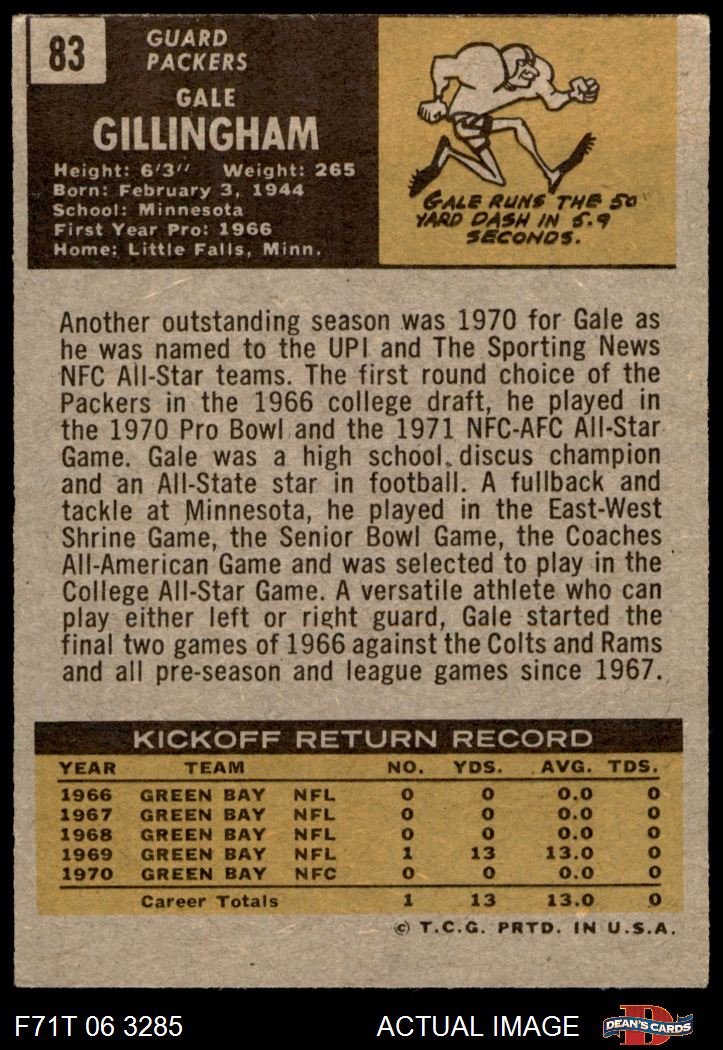 83
GUARD
PACKERS
GALE
GILLINGHAM
Height: 6'3'' Weight: 265
Born: February 3, 1944
School: Minnesota
First Year Pro: 1966
Home: Little Falls, Minn.
GALE RUNS THE 50
YARD DASH IN 5.9
SECONDS.
Another outstanding season was 1970 for Gale as
he was named to the UPI and The Sporting News
NFC All-Star teams. The first round choice of the
Packers in the 1966 college draft, he played in
the 1970 Pro Bowl and the 1971 NFC-AFC All-Star
Game. Gale was a high school discus champion
and an All-State star in football. A fullback and
tackle at Minnesota, he played in the East-West
Shrine Game, the Senior Bowl Game, the Coaches
All-American Game and was selected to play in the
College All-Star Game. A versatile athlete who can
play either left or right guard, Gale started the
final two games of 1966 against the Colts and Rams
and all pre-season and league games since 1967.
KICKOFF RETURN RECORD
YEAR TEAM NO. YDS. AVG. TDS.
1966 GREEN BAY NFL 0 0 0.0 0
1967 GREEN BAY NFL 0 0 0.0 0
1968 GREEN BAY NFL 0 0 0.0 0
1969 GREEN BAY NFL 1 13 13.0 0
1970 GREEN BAY NFC 0 0 0.0 0
Career Totals 1 13 13.0 0
© T.C.G. PRTD. IN U.S.A.
F71T 06 3285 ACTUAL IMAGE D DEAN'S CARDS